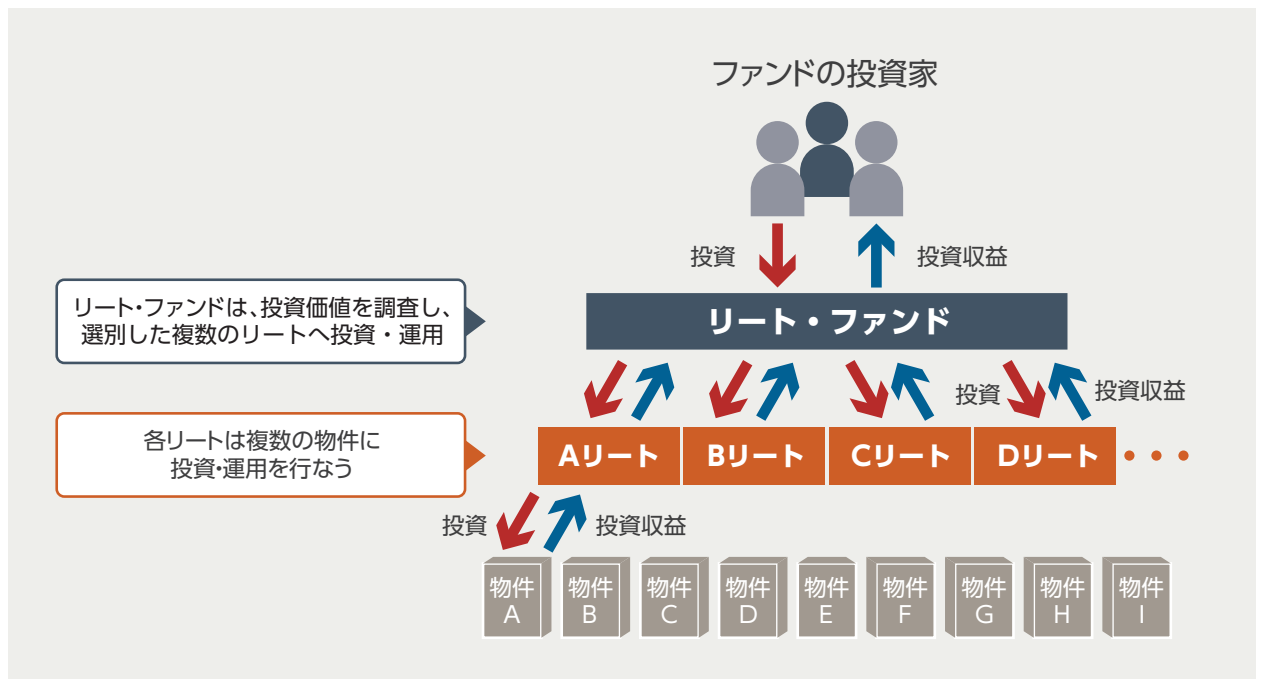 ファンドの投資家
投資
投資収益
リート・ファンドは、投資価値を調査し、
選別した複数のリートへ投資・運用
リート・ファンド
投資
投資収益
各リートは複数の物件に
投資・運用を行なう
Aリート
Bリート
Cリート
Dリート
・・・
投資
投資収益
物件
A
物件
B
物件
C
物件
D
物件
E
物件
F
物件
G
物件
H
物件
I